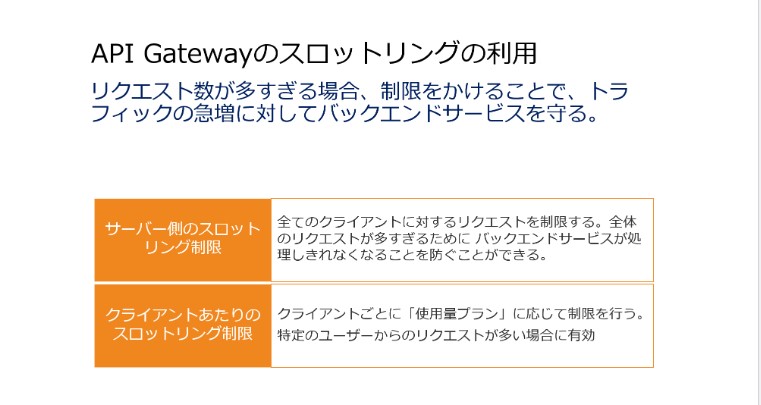 API Gatewayのスロットリングの利用
リクエスト数が多すぎる場合、制限をかけることで、トラ
フィックの急増に対してバックエンドサービスを守る。
サーバー側のスロット
リング制限
全てのクライアントに対するリクエストを制限する。全体
のリクエストが多すぎるために バックエンドサービスが処
理しきれなくなることを防ぐことができる。
クライアントあたりの
スロットリング制限
クライアントごとに「使用量プラン」に応じて制限を行う。
特定のユーザーからのリクエストが多い場合に有効